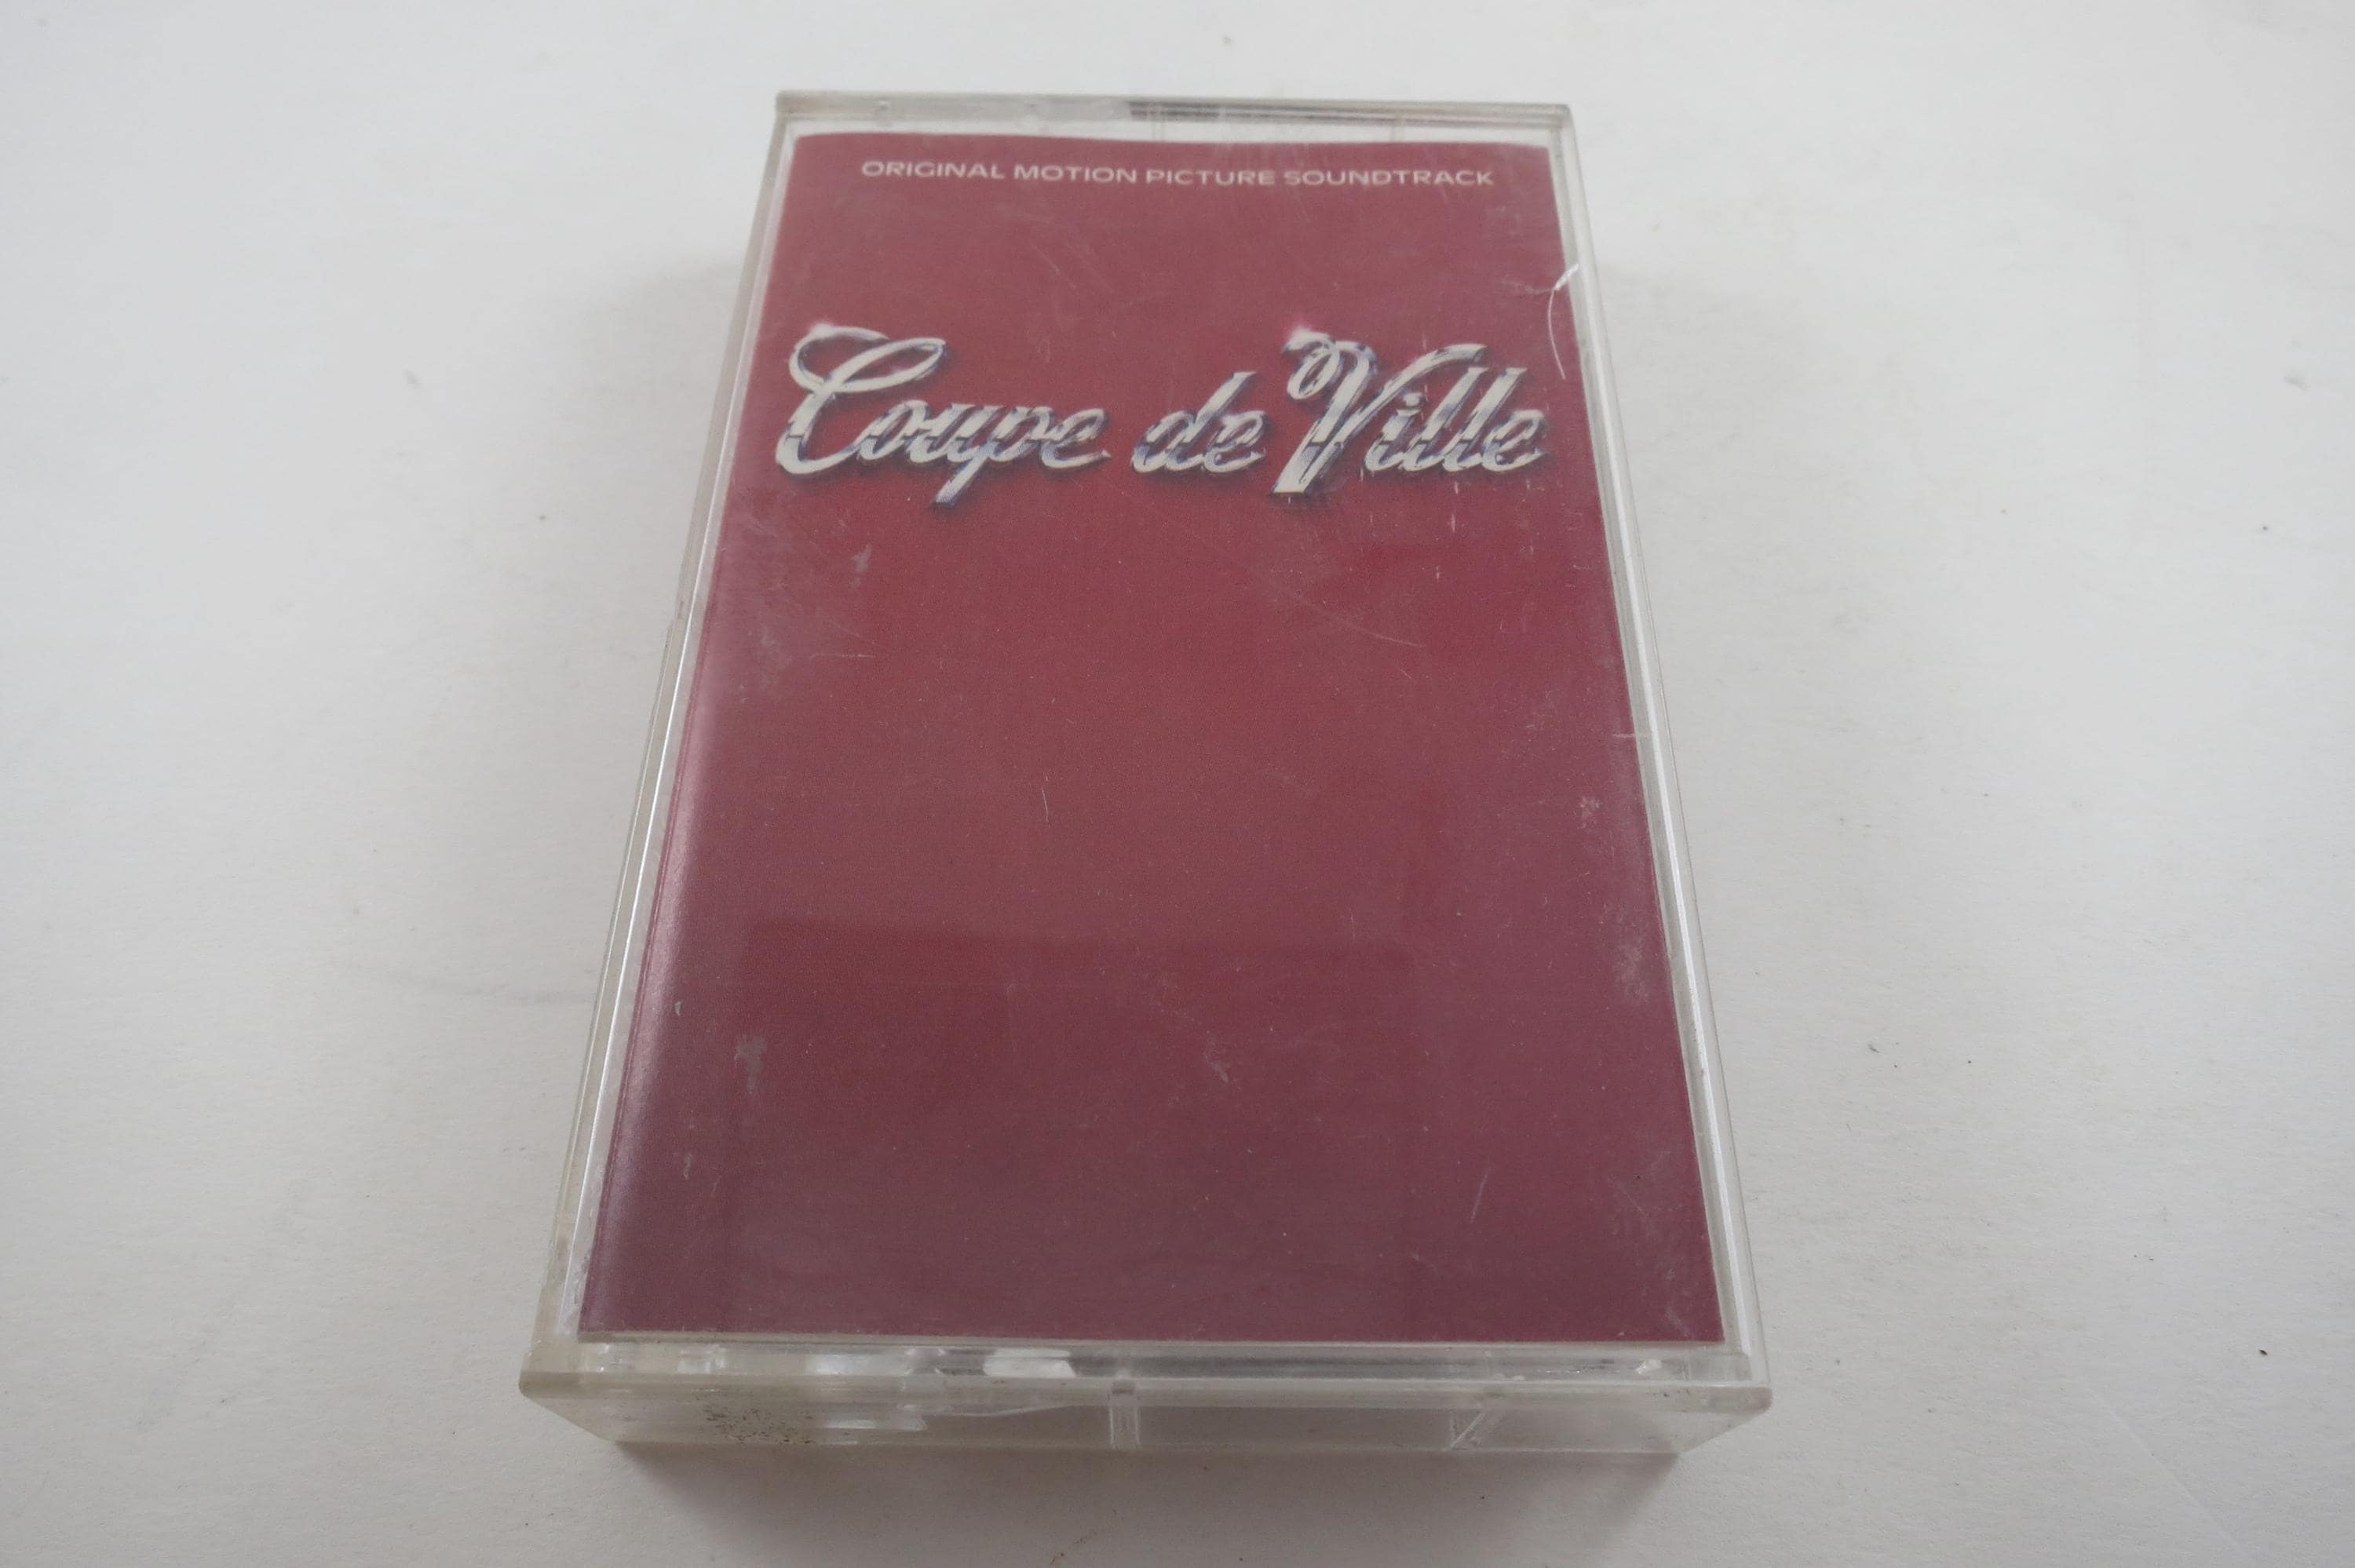 ORIGINAL MOTION PICTURE SOUNDTRACK
Coupe de Ville